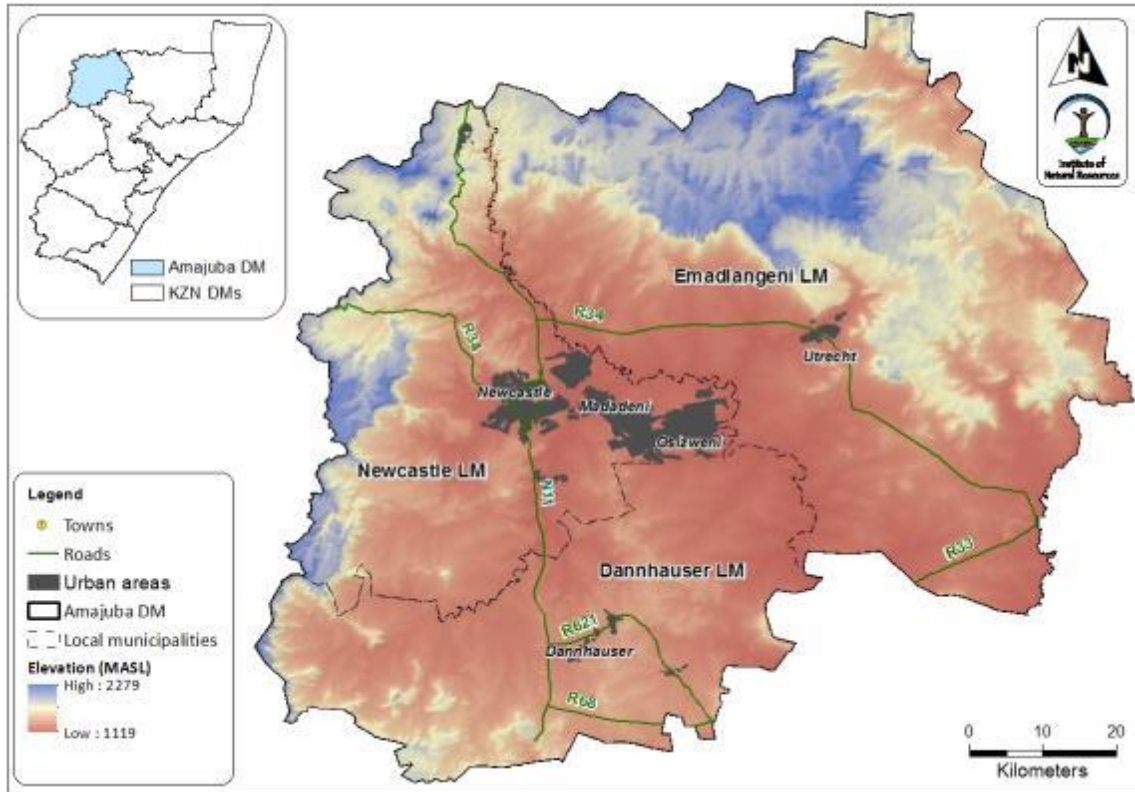 Amajuba DM
KZN DMs
N
Institute of
Natural Resources
Emadlangeni LM
R34
R34
Utrecht
Newcastle
Madadeni
Osizweni
Newcastle LM
N11
R33
Dannhauser LM
R621
Dannhauser
R68
Legend
Towns
Roads
Urban areas
Amajuba DM
Local municipalities
Elevation (MASL)
High : 2279
Low : 1119
0 10 20
Kilometers